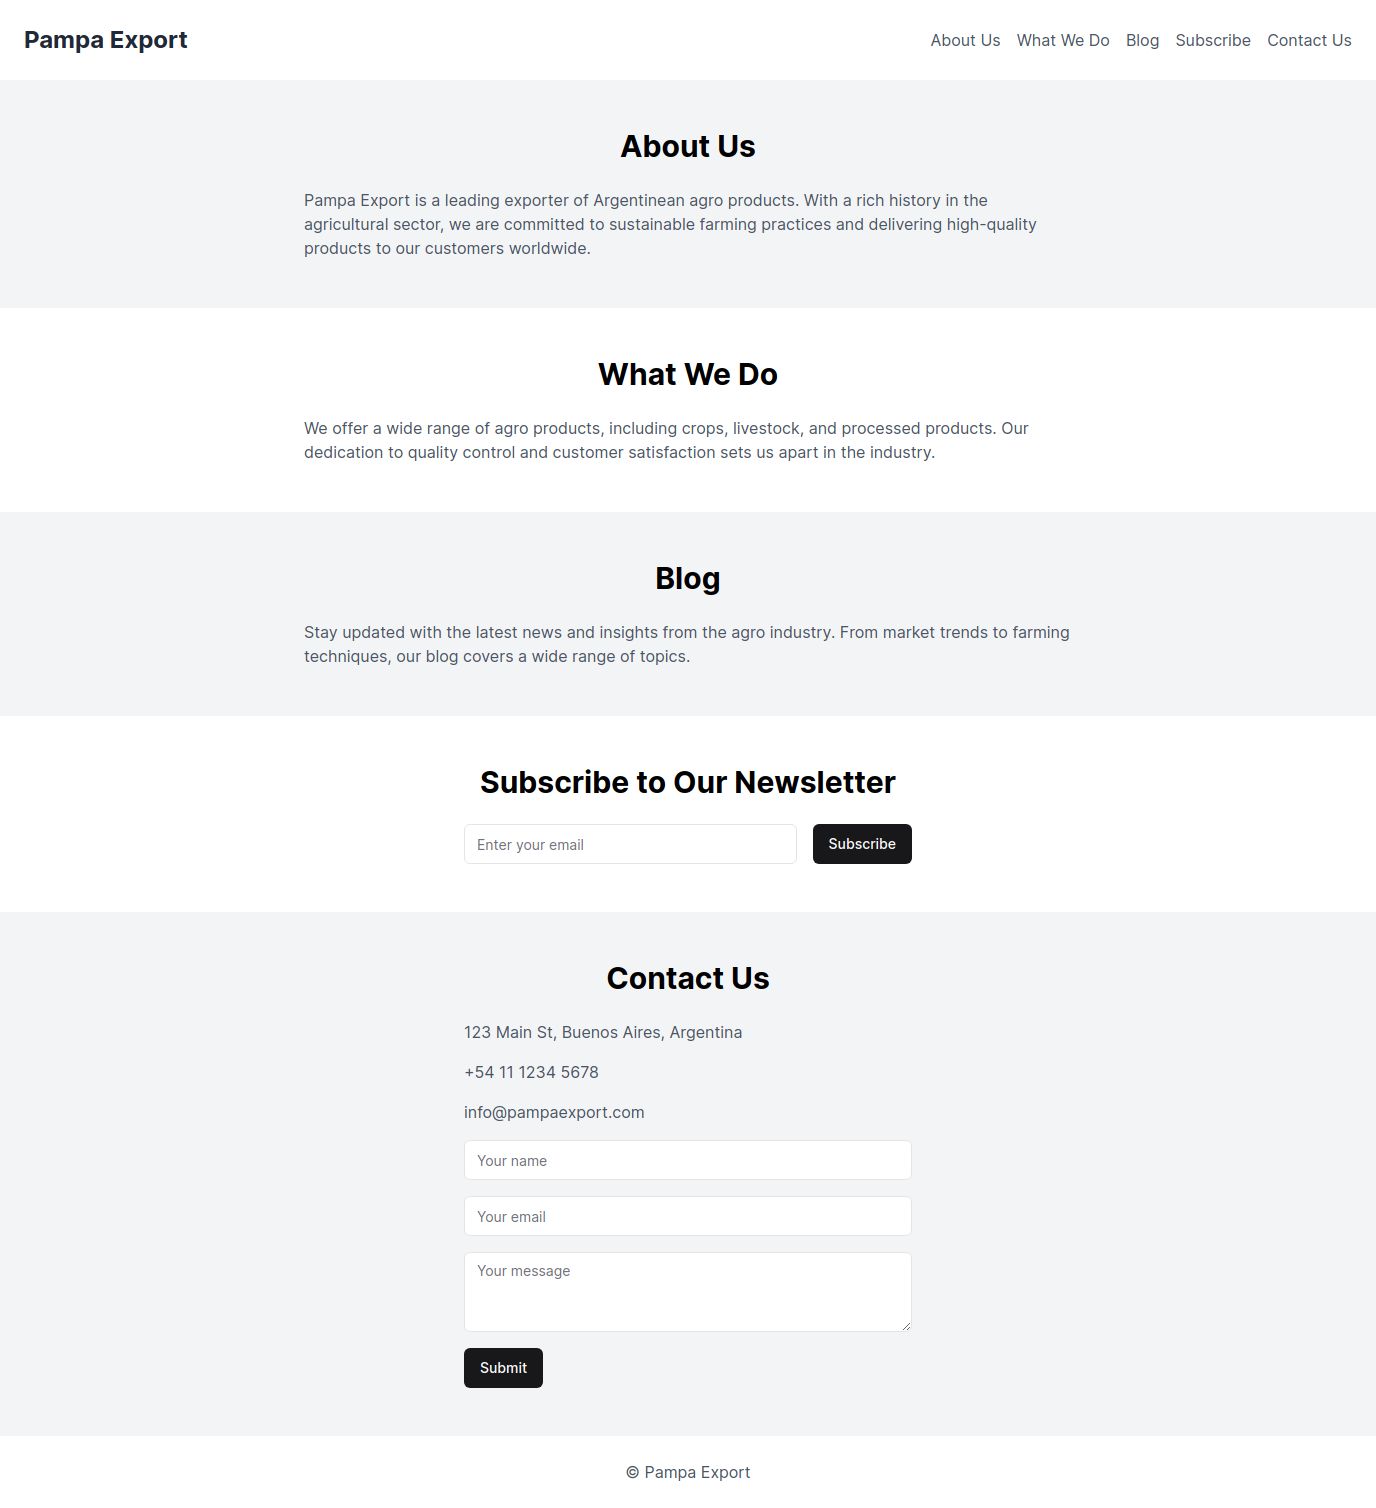 Pampa Export
About Us What We Do Blog Subscribe Contact Us
About Us
Pampa Export is a leading exporter of Argentinean agro products. With a rich history in the
agricultural sector, we are committed to sustainable farming practices and delivering high-quality
products to our customers worldwide.
What We Do
We offer a wide range of agro products, including crops, livestock, and processed products. Our
dedication to quality control and customer satisfaction sets us apart in the industry.
Blog
Stay updated with the latest news and insights from the agro industry. From market trends to farming
techniques, our blog covers a wide range of topics.
Subscribe to Our Newsletter
Enter your email
Subscribe
Contact Us
123 Main St, Buenos Aires, Argentina
+54 11 1234 5678
info@pampaexport.com
Your name
Your email
Your message
Submit
© Pampa Export